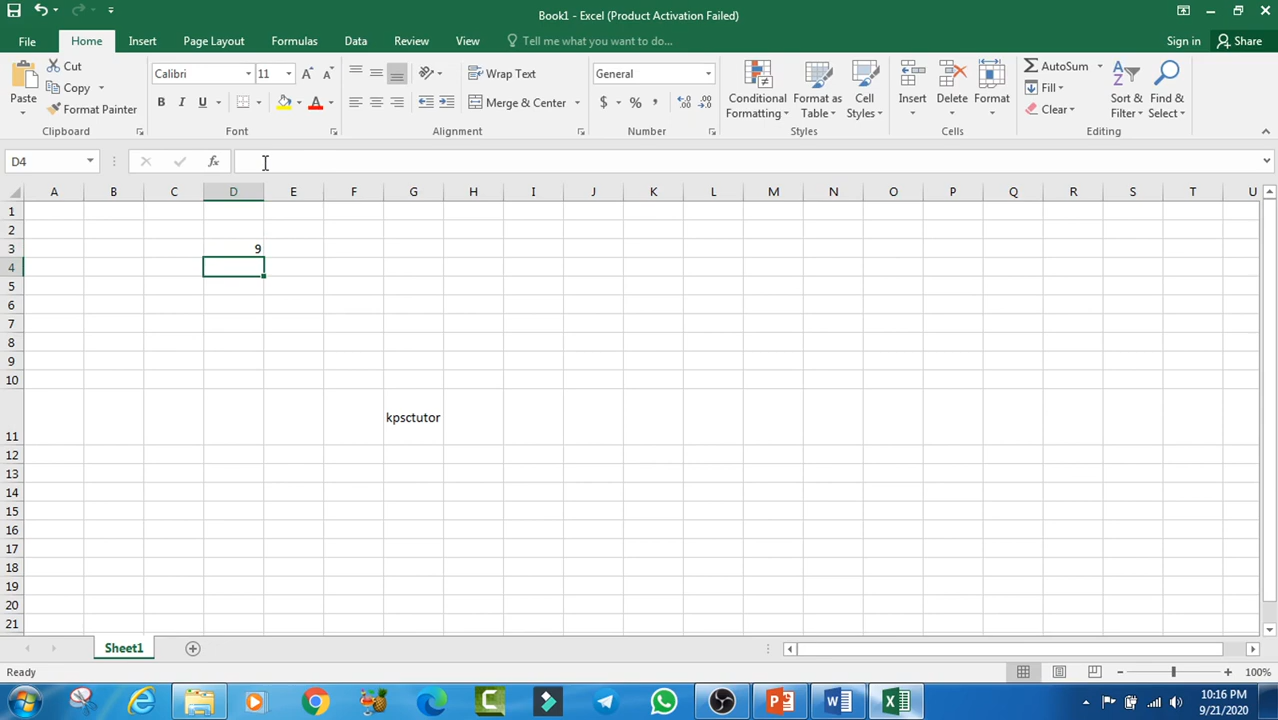 Book1 - Excel (Product Activation Failed)
File Home Insert Page Layout Formulas Data Review View Tell me what you want to do... Sign in Share
Cut
Copy
Format Painter
Paste
Clipboard
Calibri 11
B I U
Font
Wrap Text
Merge & Center
Alignment
General
$ % ,
Number
Conditional Formatting
Format as Table
Cell Styles
Styles
Insert Delete Format
Cells
AutoSum
Fill
Clear
Sort & Filter
Find & Select
Editing
D4 fx
A B C D E F G H I J K L M N O P Q R S T U
1
2
3 9
4
5
6
7
8
9
10
11 kpsctutor
12
13
14
15
16
17
18
19
20
21
Sheet1
Ready 100%
10:16 PM
9/21/2020